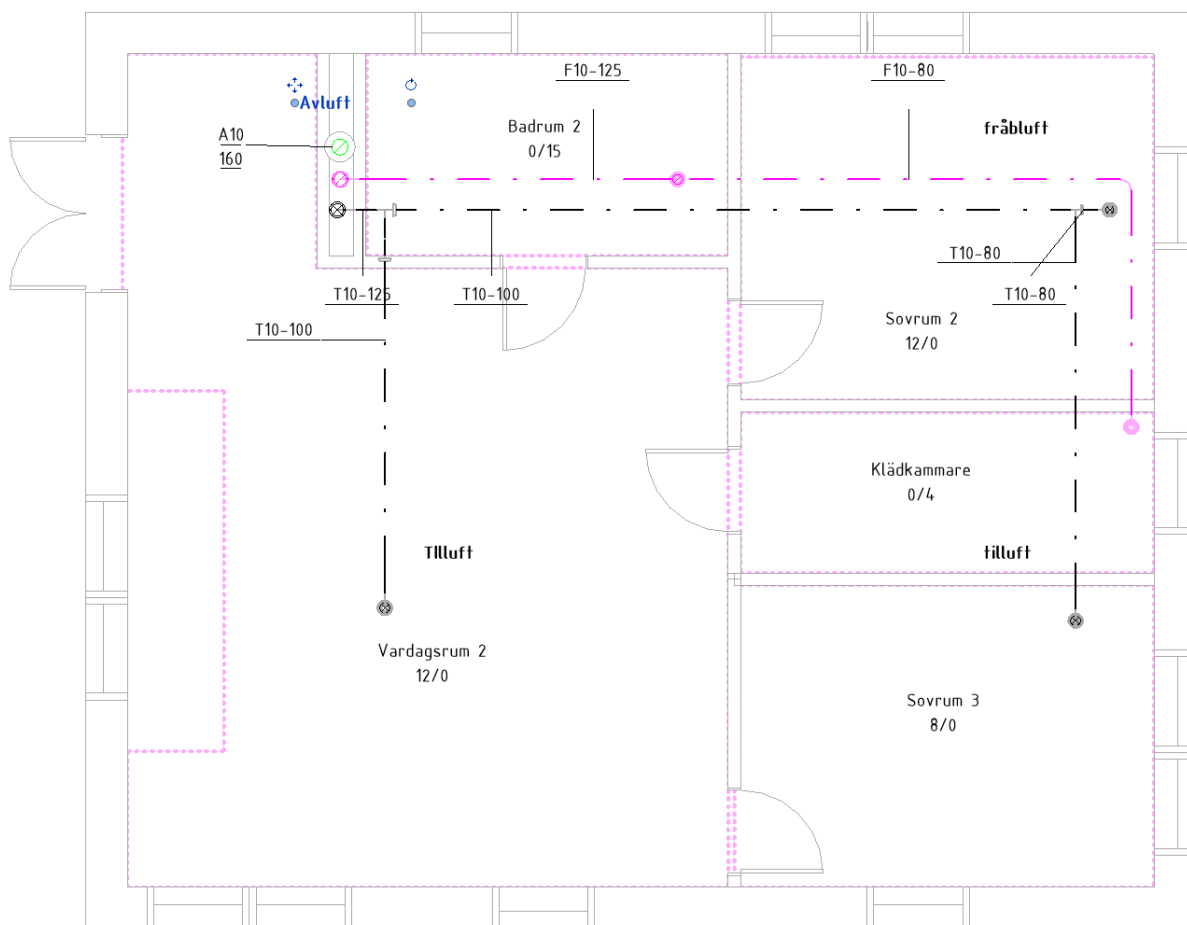 F10-125
F10-80
Avluft
Badrum 2
0/15
fråbluft
A10
160
T10-80
T10-125
T10-100
T10-80
T10-100
Sovrum 2
12/0
Klädkammare
0/4
TIlluft
tilluft
Vardagsrum 2
12/0
Sovrum 3
8/0